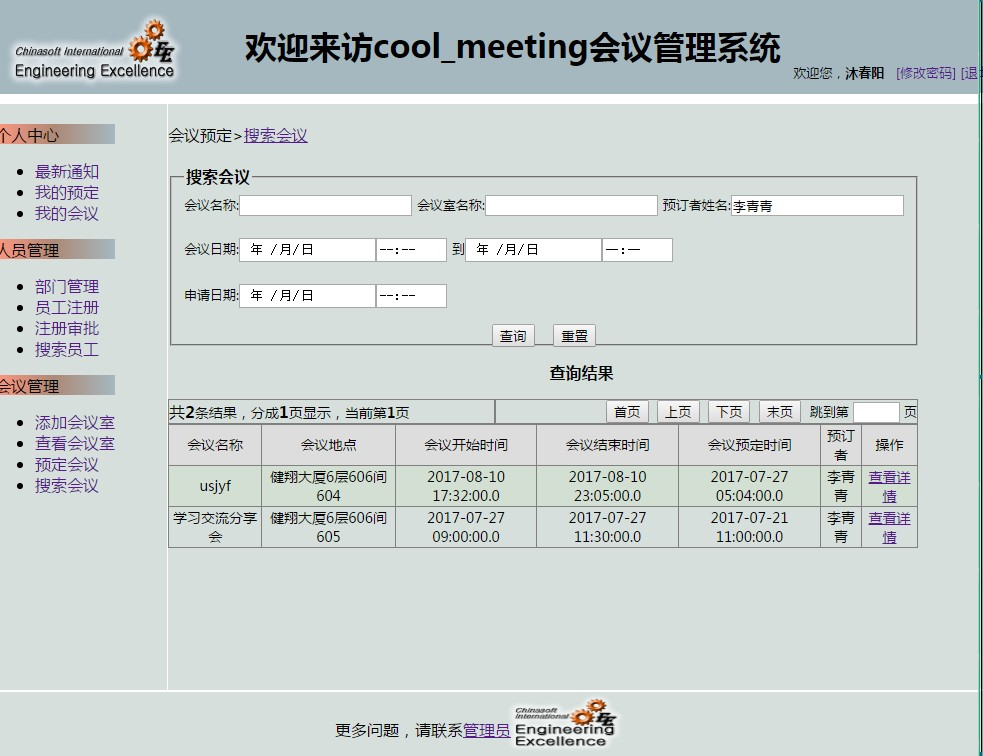 Chinasoft International
Engineering Excellence
欢迎来访cool_meeting会议管理系统
欢迎您，沐春阳 [修改密码] [退
个人中心
最新通知
我的预定
我的会议
人员管理
部门管理
员工注册
注册审批
搜索员工
会议管理
添加会议室
查看会议室
预定会议
搜索会议
会议预定>搜索会议
搜索会议
会议名称: 会议室名称: 预订者姓名:李青青
会议日期: 年 /月/日 --:-- 到 年 /月/日 --:--
申请日期: 年 /月/日 --:--
查询 重置
查询结果
共2条结果，分成1页显示，当前第1页 首页 上页 下页 末页 跳到第 页
会议名称 会议地点 会议开始时间 会议结束时间 会议预定时间 预订者 操作
usjyf 健翔大厦6层606间604 2017-08-10 17:32:00.0 2017-08-10 23:05:00.0 2017-07-27 05:04:00.0 李青青 查看详情
学习交流分享会 健翔大厦6层606间605 2017-07-27 09:00:00.0 2017-07-27 11:30:00.0 2017-07-21 11:00:00.0 李青青 查看详情
更多问题，请联系管理员
Chinasoft International
Engineering Excellence